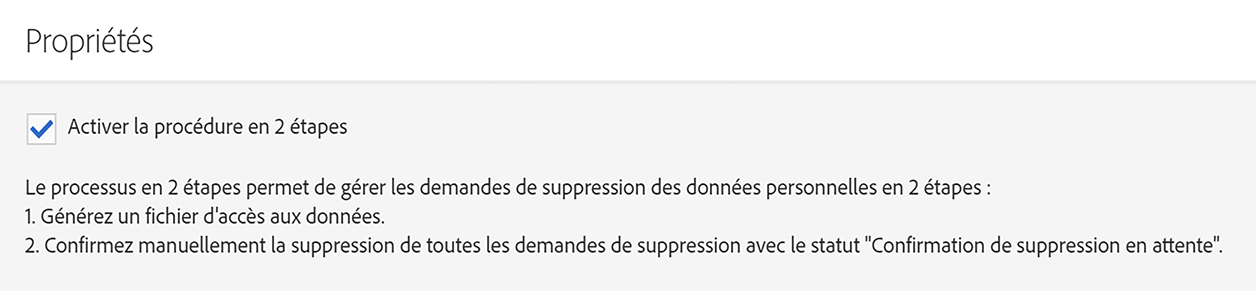 Propriétés
Activer la procédure en 2 étapes
Le processus en 2 étapes permet de gérer les demandes de suppression des données personnelles en 2 étapes :
1. Générez un fichier d'accès aux données.
2. Confirmez manuellement la suppression de toutes les demandes de suppression avec le statut "Confirmation de suppression en attente".